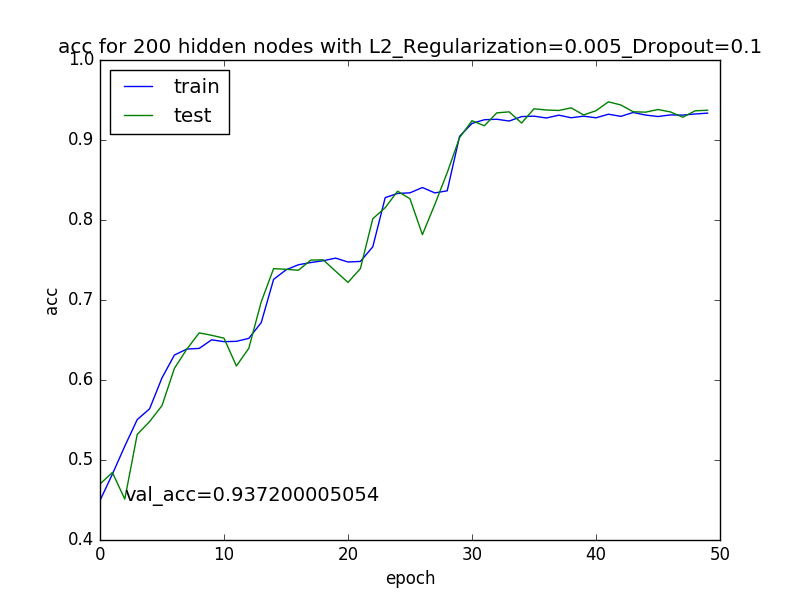 acc for 200 hidden nodes with L2_Regularization=0.005_Dropout=0.1
1.0
train
test
0.9
0.8
0.7
acc
0.6
0.5
val_acc=0.937200005054
0.4
0 10 20 30 40 50
epoch